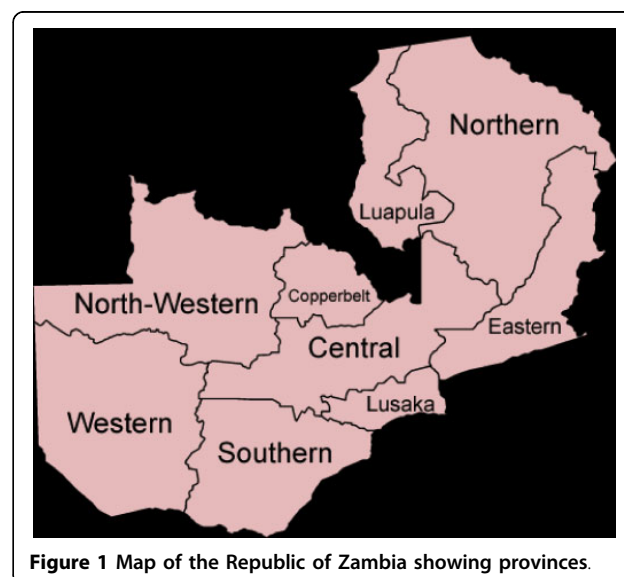 Northern
Luapula
North-Western
Copperbelt
Eastern
Central
Lusaka
Western
Southern
Figure 1 Map of the Republic of Zambia showing provinces.